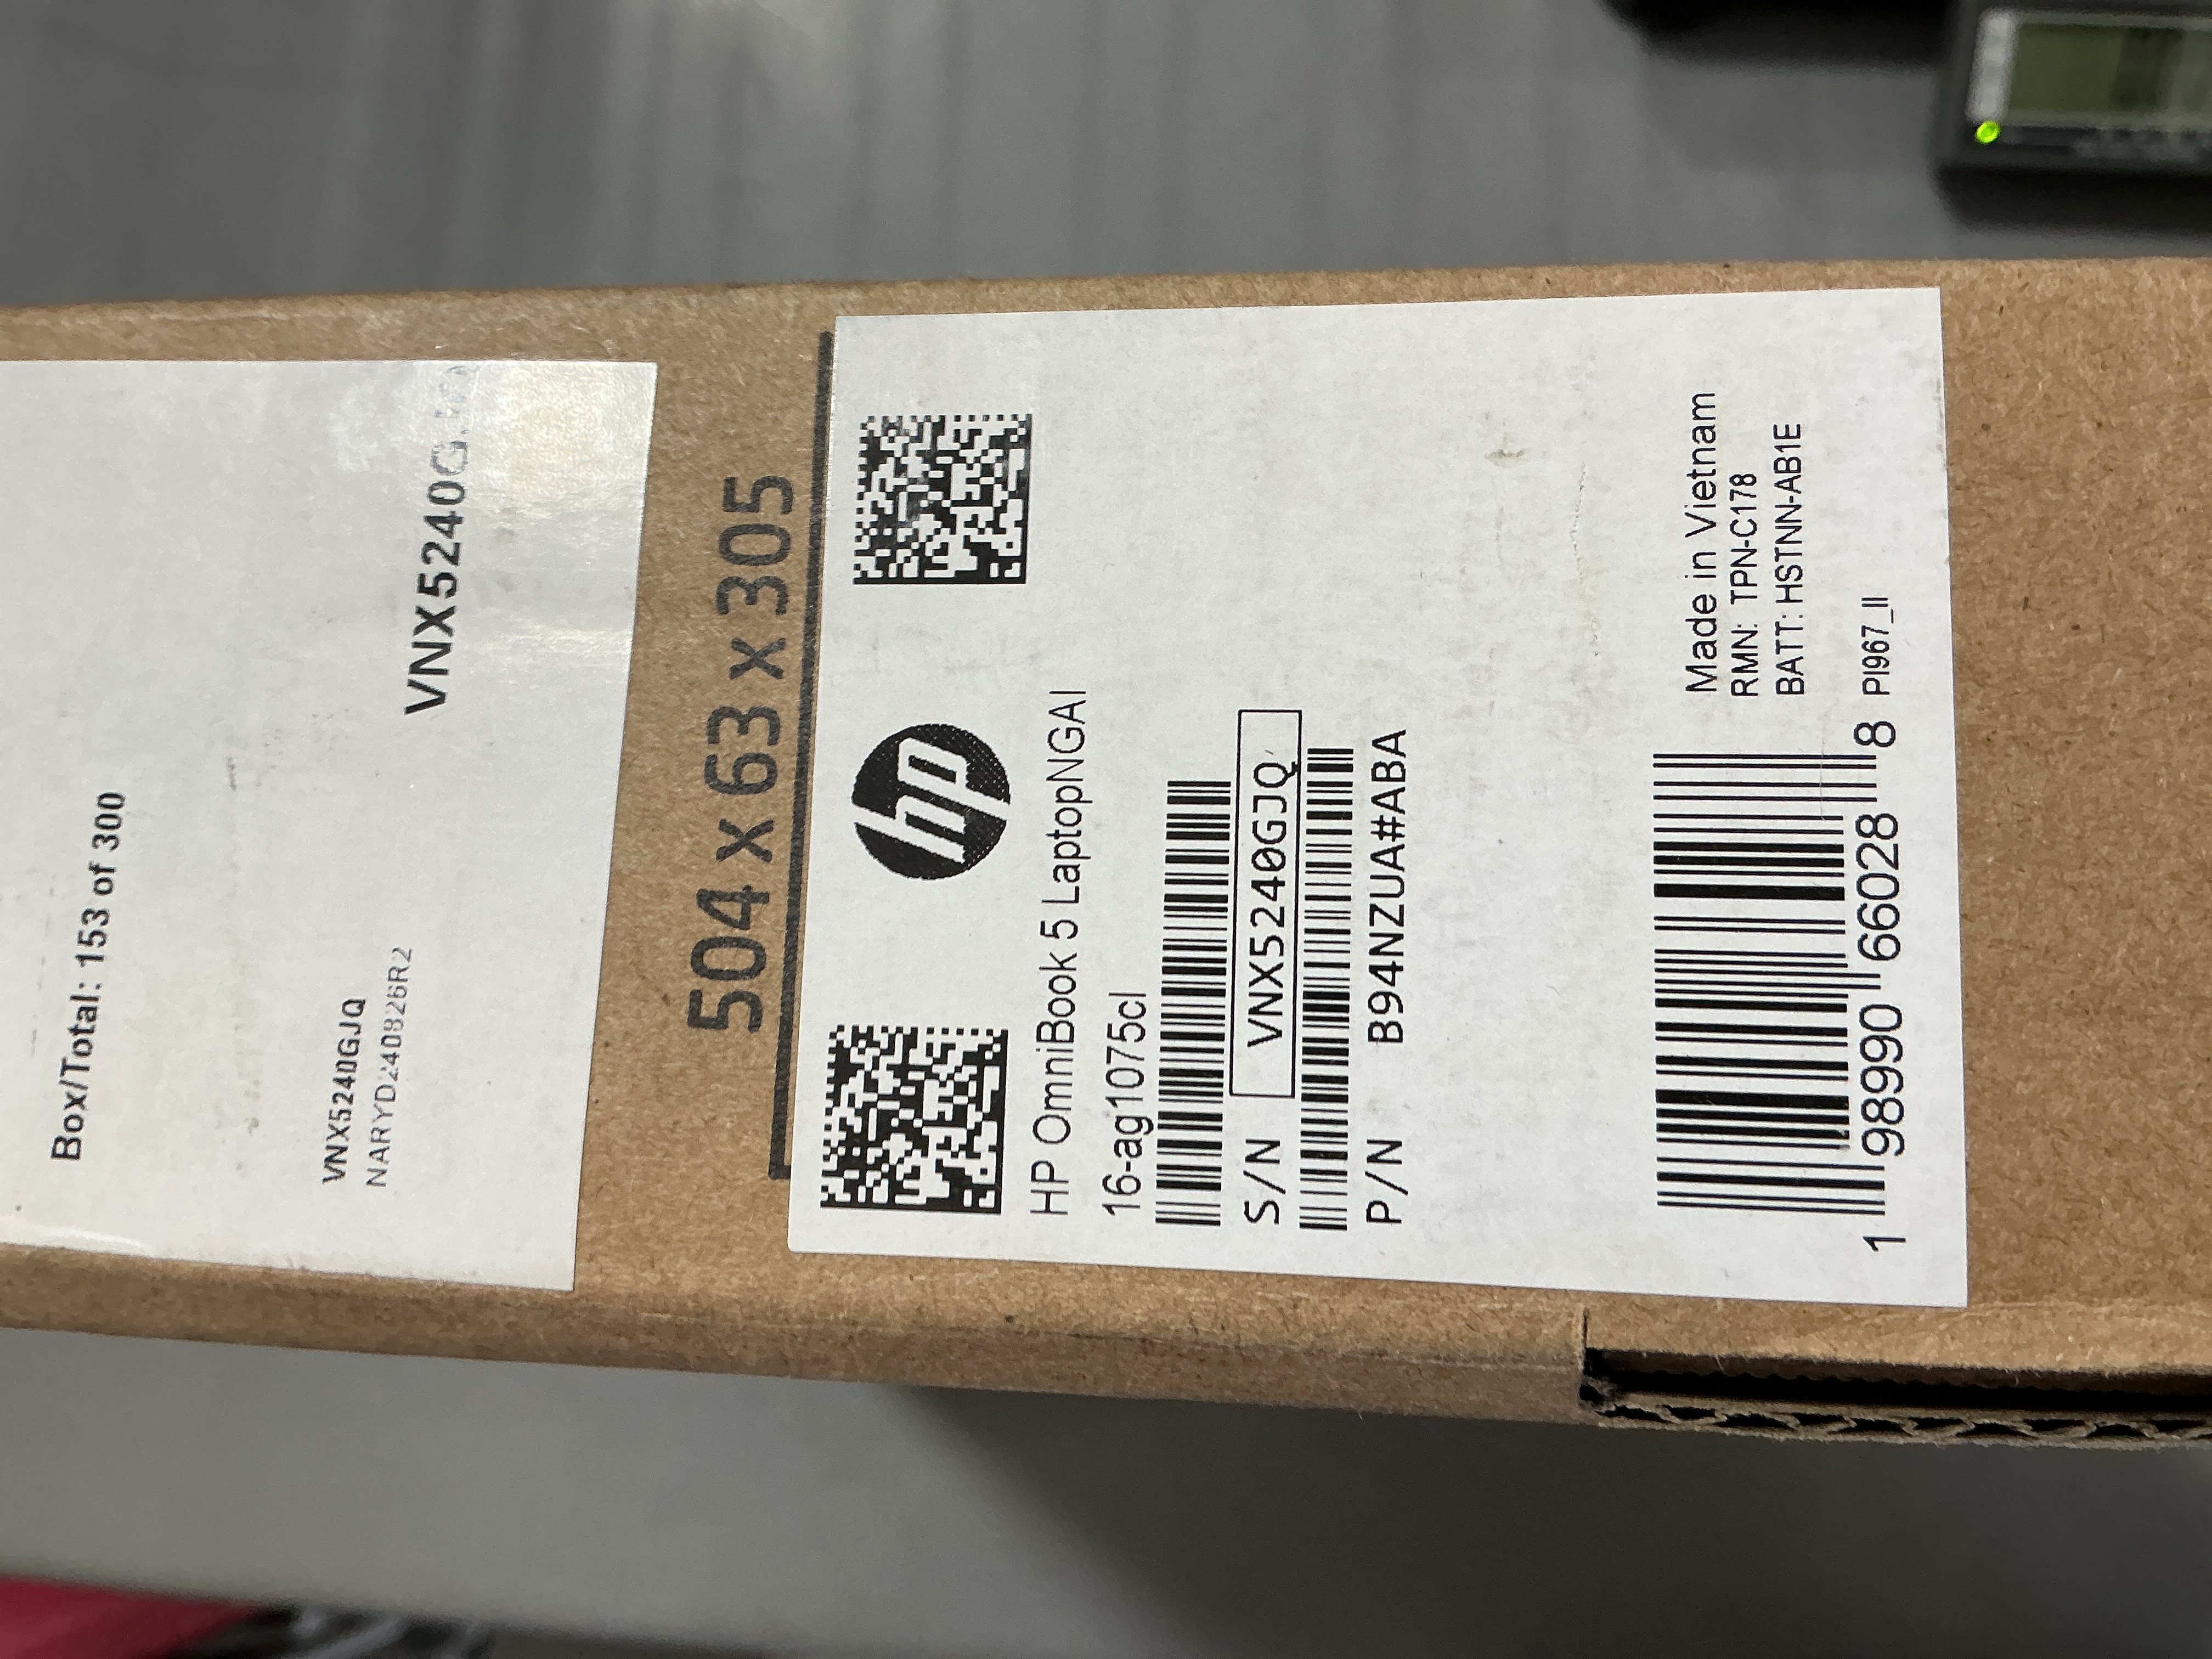 Box/Total: 153 of 300
VNX5240GJQ
NARYD240826R2
VNX5240GJQ
504 x 63 x 305
hp
HP OmniBook 5 LaptopNGAI
16-ag1075cl
S/N VNX5240GJQ
P/N B94NZUA#ABA
Made in Vietnam
RMN: TPN-C178
BATT: HSTNN-AB1E
PI967_II
1 98990 66028 8